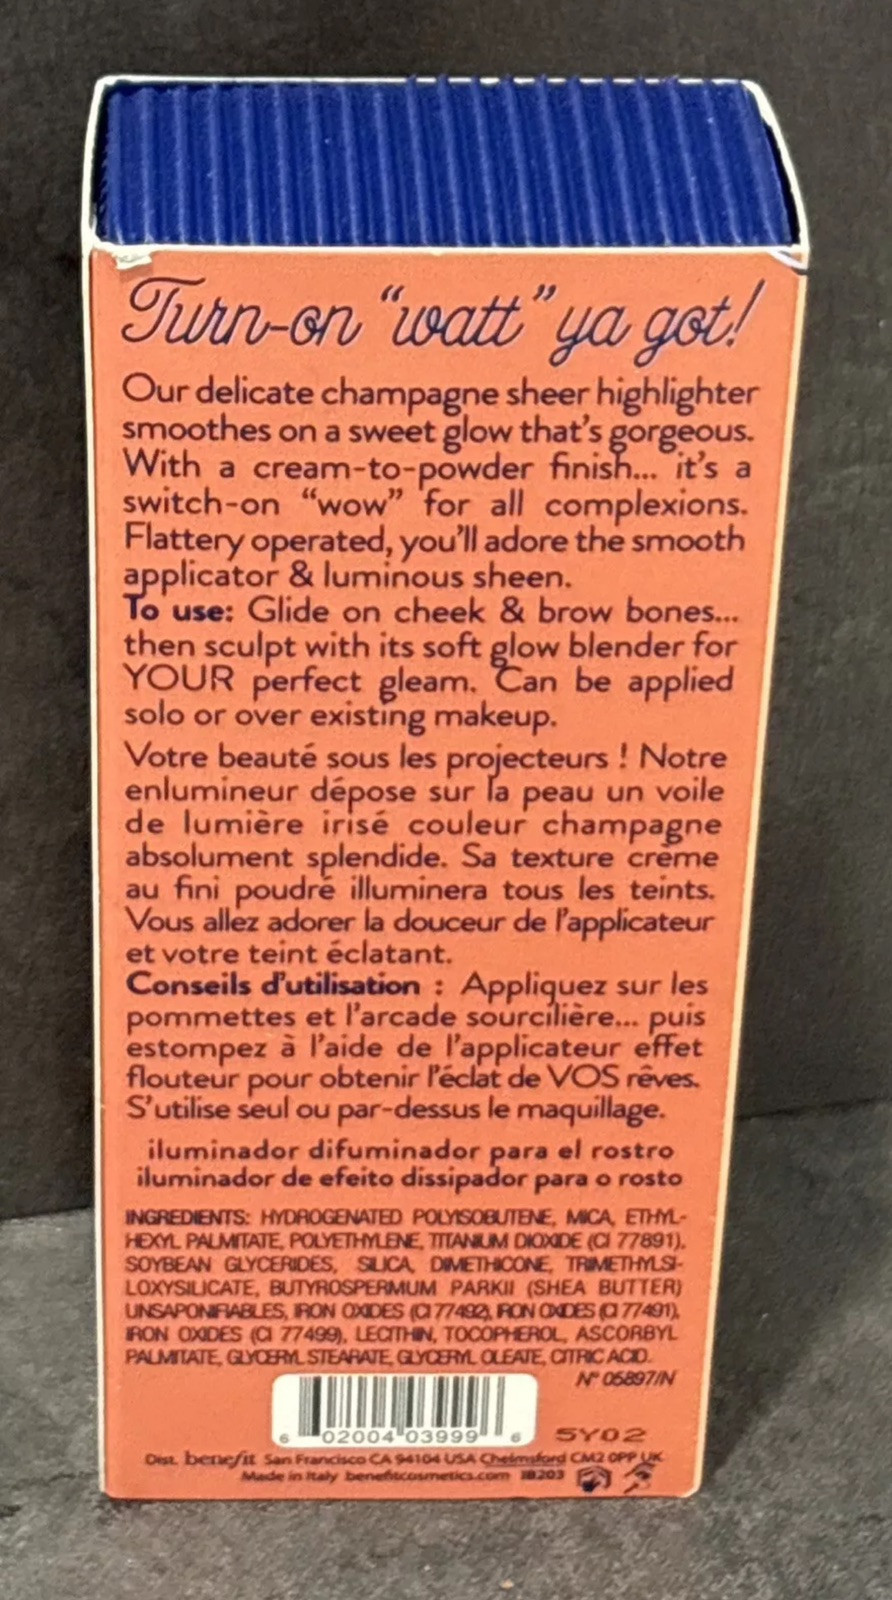 Turn-on “watt” ya got!
Our delicate champagne sheer highlighter
smoothes on a sweet glow that's gorgeous.
With a cream-to-powder finish... it's a
switch-on “wow” for all complexions.
Flattery operated, you'll adore the smooth
applicator & luminous sheen.
To use: Glide on cheek & brow bones...
then sculpt with its soft glow blender for
YOUR perfect gleam. Can be applied
solo or over existing makeup.
Votre beauté sous les projecteurs ! Notre
enlumineur dépose sur la peau un voile
de lumière irisé couleur champagne
absolument splendide. Sa texture crème
au fini poudré illuminera tous les teints.
Vous allez adorer la douceur de l'applicateur
et votre teint éclatant.
Conseils d'utilisation : Appliquez sur les
pommettes et l'arcade sourcilière... puis
estompez à l'aide de l'applicateur effet
flouteur pour obtenir l'éclat de VOS rêves.
S'utilise seul ou par-dessus le maquillage.
iluminador difuminador para el rostro
iluminador de efeito dissipador para o rosto
INGREDIENTS: HYDROGENATED POLYISOBUTENE, MICA, ETHYL-
HEXYL PALMITATE, POLYETHYLENE, TITANIUM DIOXIDE (CI 77891),
SOYBEAN GLYCERIDES, SILICA, DIMETHICONE, TRIMETHYLSI-
LOXYSILICATE, BUTYROSPERMUM PARKII (SHEA BUTTER)
UNSAPONIFIABLES, IRON OXIDES (CI 77492), IRON OXIDES (CI 77491),
IRON OXIDES (CI 77499), LECITHIN, TOCOPHEROL, ASCORBYL
PALMITATE, GLYCERYL STEARATE, GLYCERYL OLEATE, CITRIC ACID.
N° 05897/N
6 02004 03999 6
5Y02
Dist. benefit San Francisco CA 94104 USA Chelmsford CM2 0PP UK
Made in Italy benefitcosmetics.com IB203